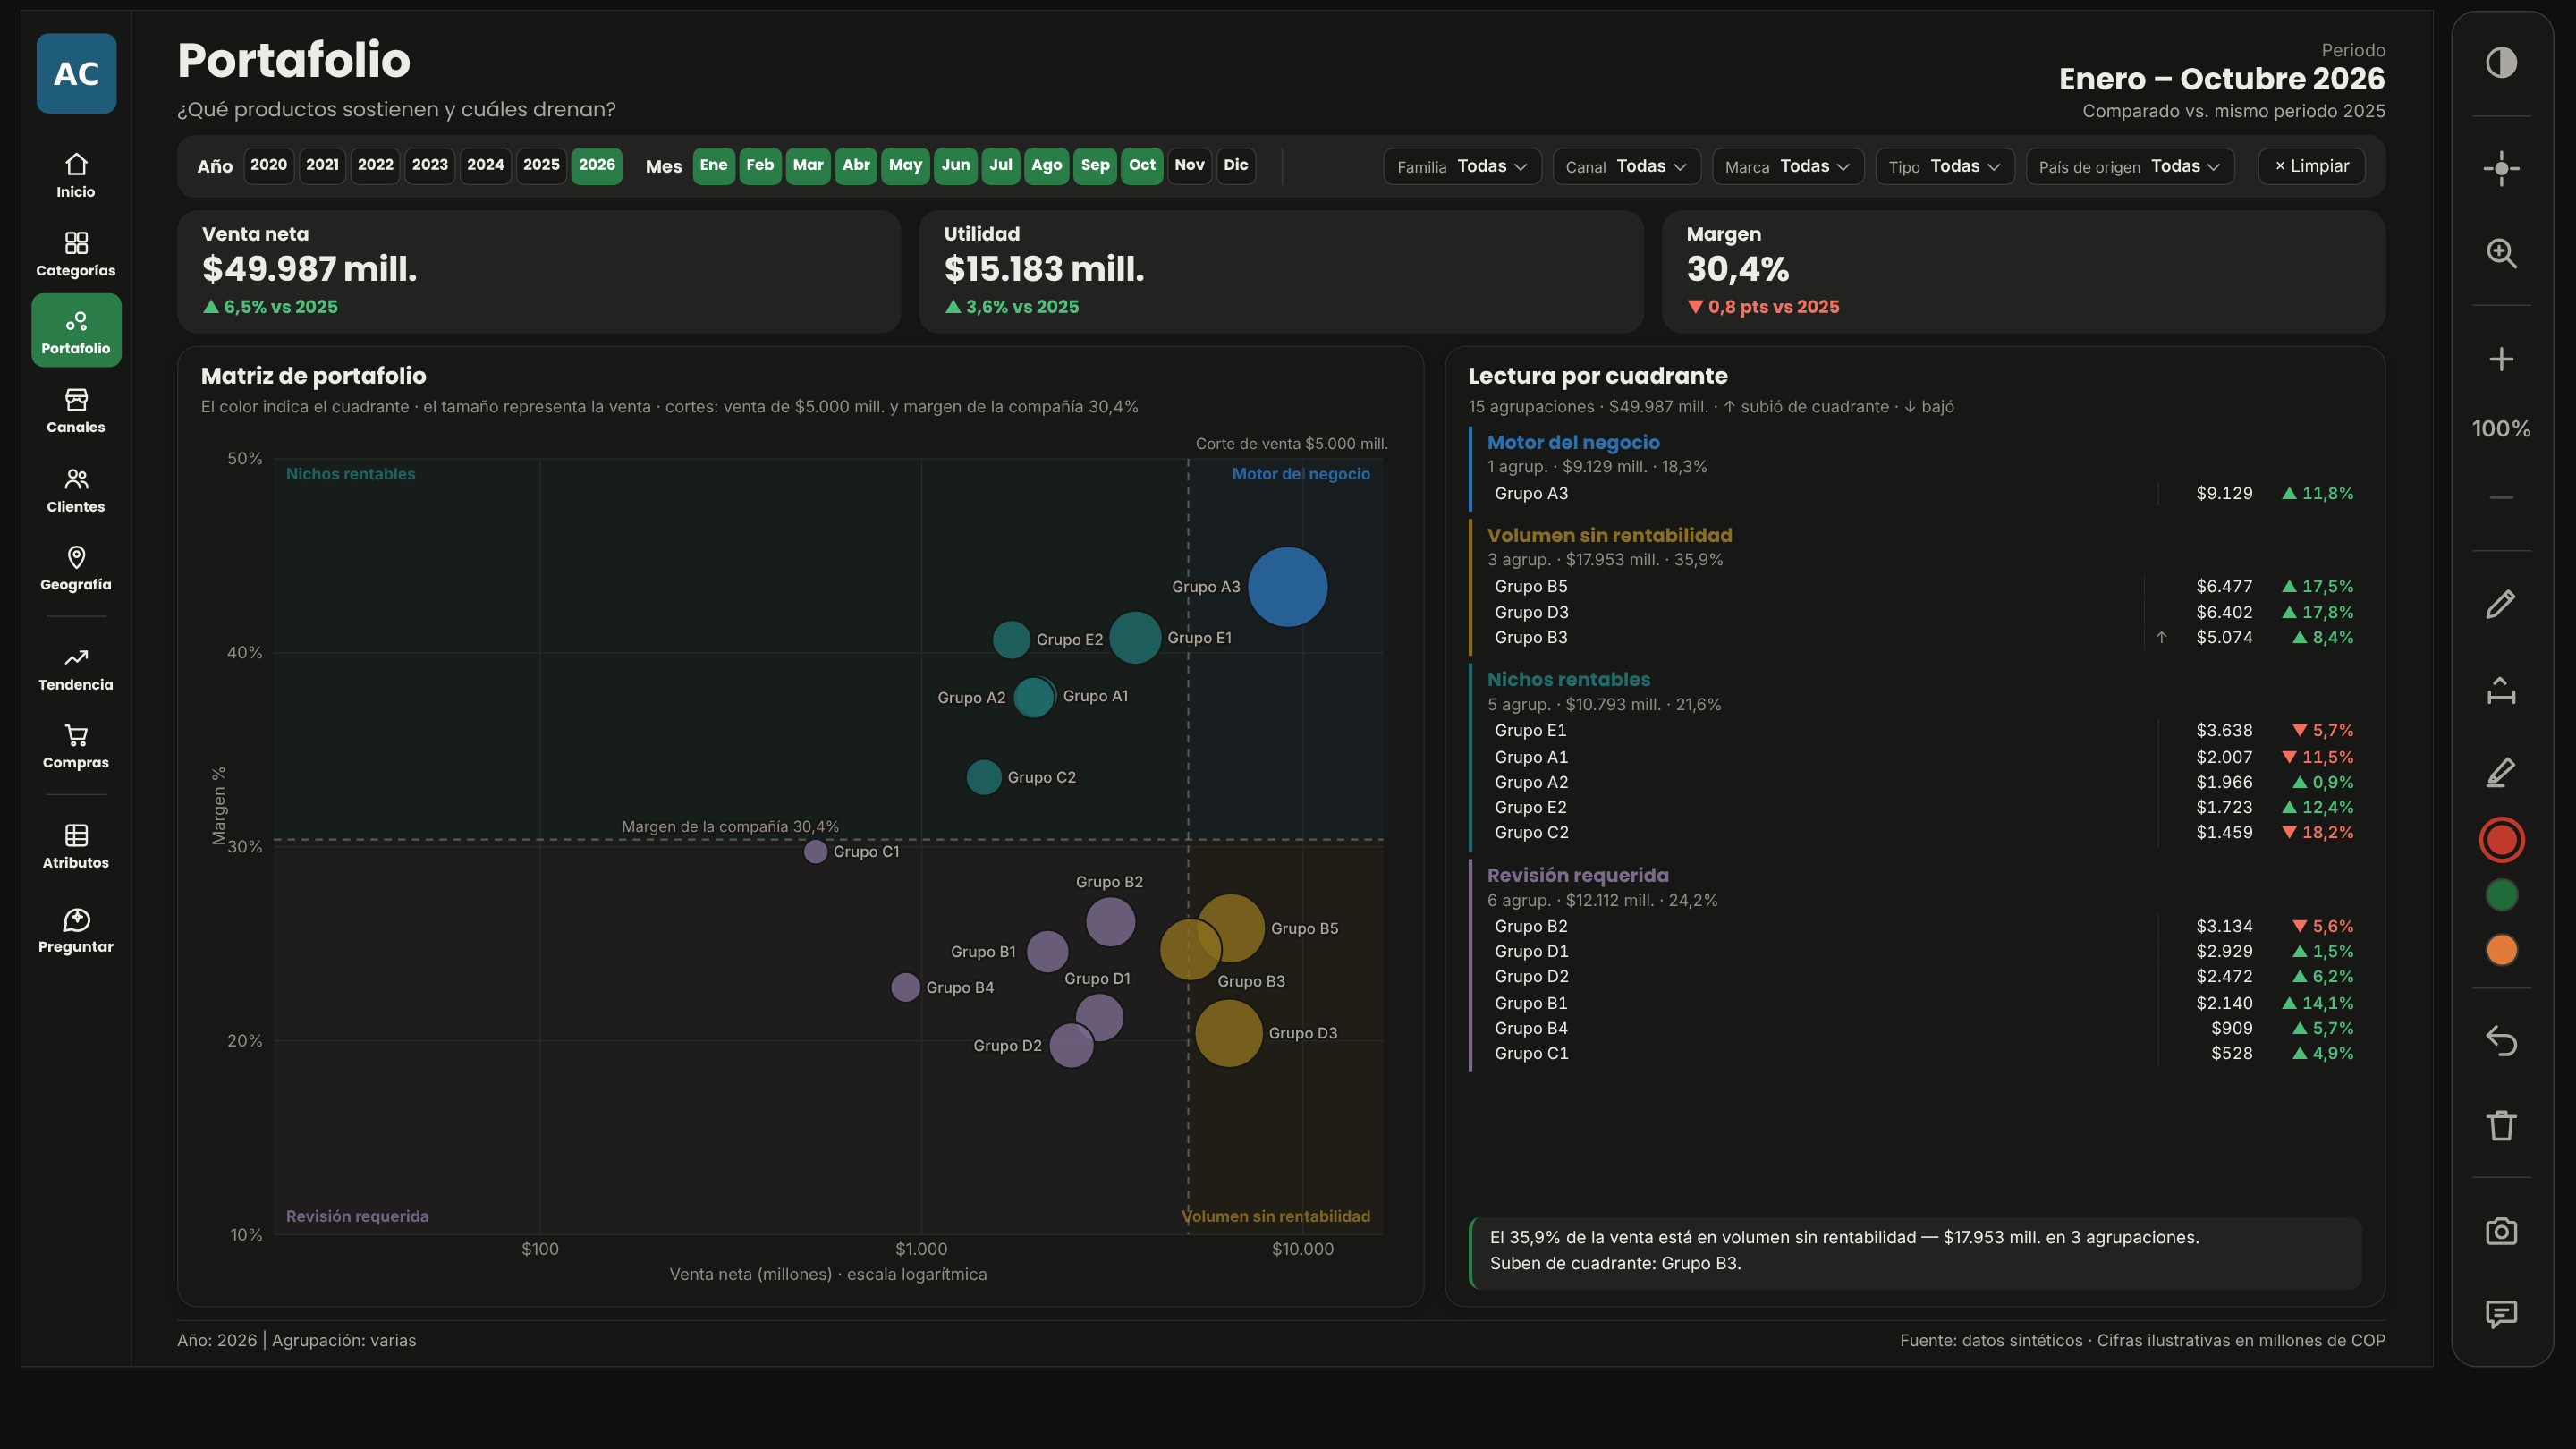 AC
Inicio
Categorías
Portafolio
Canales
Clientes
Geografía
Tendencia
Compras
Atributos
Preguntar
Portafolio
¿Qué productos sostienen y cuáles drenan?
Periodo
Enero – Octubre 2026
Comparado vs. mismo periodo 2025
Año 2020 2021 2022 2023 2024 2025 2026 Mes Ene Feb Mar Abr May Jun Jul Ago Sep Oct Nov Dic Familia Todas Canal Todas Marca Todas Tipo Todas País de origen Todas × Limpiar
Venta neta
$49.987 mill.
▲ 6,5% vs 2025
Utilidad
$15.183 mill.
▲ 3,6% vs 2025
Margen
30,4%
▼ 0,8 pts vs 2025
Matriz de portafolio
El color indica el cuadrante · el tamaño representa la venta · cortes: venta de $5.000 mill. y margen de la compañía 30,4%
Corte de venta $5.000 mill.
50%
40%
30%
20%
10%
Margen %
Nichos rentables
Motor del negocio
Grupo A3
Grupo E2
Grupo E1
Grupo A2
Grupo A1
Grupo C2
Margen de la compañía 30,4%
Grupo C1
Grupo B2
Grupo B5
Grupo B1
Grupo D1
Grupo B3
Grupo B4
Grupo D3
Grupo D2
Revisión requerida
Volumen sin rentabilidad
$100
$1.000
$10.000
Venta neta (millones) · escala logarítmica
Lectura por cuadrante
15 agrupaciones · $49.987 mill. · ↑ subió de cuadrante · ↓ bajó
Motor del negocio
1 agrup. · $9.129 mill. · 18,3%
Grupo A3 $9.129 ▲ 11,8%
Volumen sin rentabilidad
3 agrup. · $17.953 mill. · 35,9%
Grupo B5 $6.477 ▲ 17,5%
Grupo D3 $6.402 ▲ 17,8%
Grupo B3 ↑ $5.074 ▲ 8,4%
Nichos rentables
5 agrup. · $10.793 mill. · 21,6%
Grupo E1 $3.638 ▼ 5,7%
Grupo A1 $2.007 ▼ 11,5%
Grupo A2 $1.966 ▲ 0,9%
Grupo E2 $1.723 ▲ 12,4%
Grupo C2 $1.459 ▼ 18,2%
Revisión requerida
6 agrup. · $12.112 mill. · 24,2%
Grupo B2 $3.134 ▼ 5,6%
Grupo D1 $2.929 ▲ 1,5%
Grupo D2 $2.472 ▲ 6,2%
Grupo B1 $2.140 ▲ 14,1%
Grupo B4 $909 ▲ 5,7%
Grupo C1 $528 ▲ 4,9%
El 35,9% de la venta está en volumen sin rentabilidad — $17.953 mill. en 3 agrupaciones.
Suben de cuadrante: Grupo B3.
Año: 2026 | Agrupación: varias
Fuente: datos sintéticos · Cifras ilustrativas en millones de COP
100%